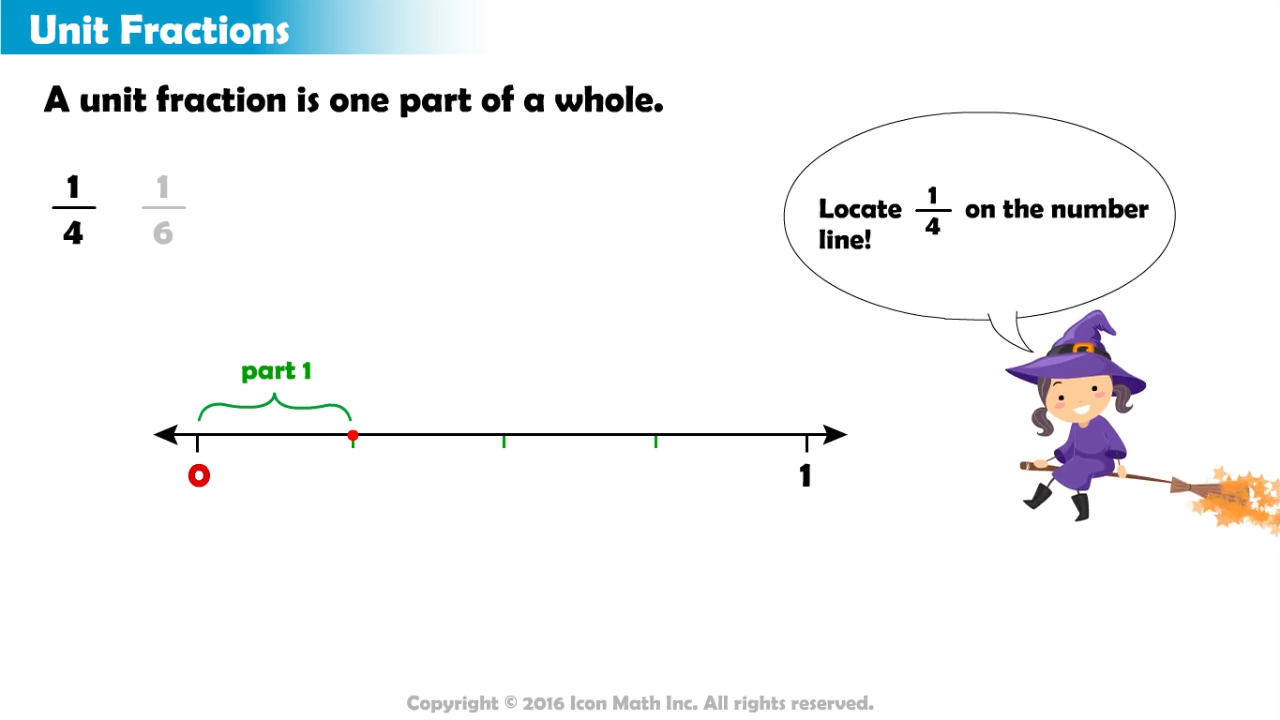 Unit Fractions
A unit fraction is one part of a whole.
1 1
4 6
Locate 1/4 on the number
line!
part 1
0 1
Copyright © 2016 Icon Math Inc. All rights reserved.